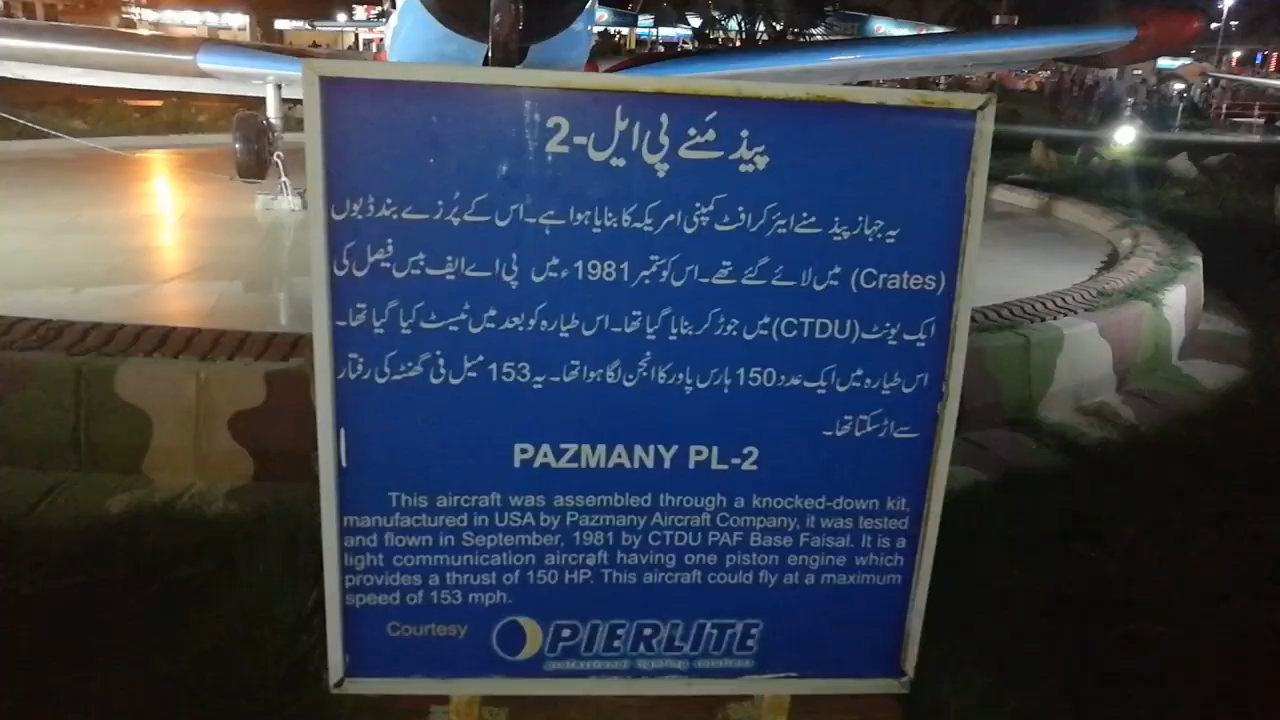 پیذ مَنے پی ایل-2
یہ جہاز پیذ منے ایئر کرافٹ کمپنی امریکہ کا بنایا ہوا ہے۔ اس کے پُرزے بند ڈبوں
(Crates) میں لائے گئے تھے۔ اس کو ستمبر 1981ء میں پی اے ایف بیس فیصل کی
ایک یونٹ (CTDU) میں جوڑ کر بنایا گیا تھا۔ اس طیارہ کو بعد میں ٹیسٹ کیا گیا تھا۔
اس طیارہ میں ایک عدد 150 ہارس پاور کا انجن لگا ہوا تھا۔ یہ 153 میل فی گھنٹہ کی رفتار
سے اڑ سکتا تھا۔
PAZMANY PL-2
This aircraft was assembled through a knocked-down kit,
manufactured in USA by Pazmany Aircraft Company, it was tested
and flown in September, 1981 by CTDU PAF Base Faisal. It is a
light communication aircraft having one piston engine which
provides a thrust of 150 HP. This aircraft could fly at a maximum
speed of 153 mph.
Courtesy PIERLITE